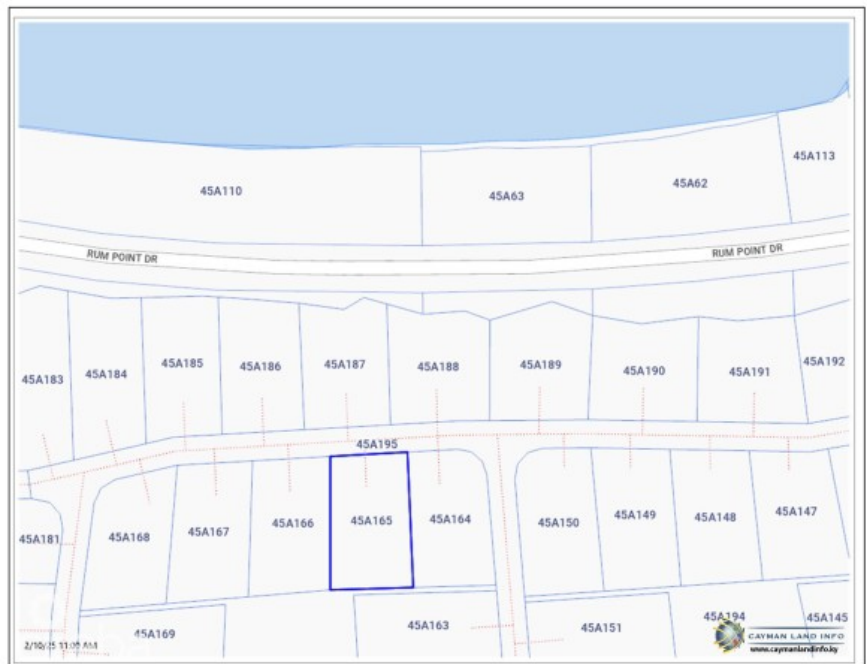 45A113
45A110
45A63
45A62
RUM POINT DR
RUM POINT DR
45A183
45A184
45A185
45A186
45A187
45A188
45A189
45A190
45A191
45A192
45A195
45A181
45A168
45A167
45A166
45A165
45A164
45A150
45A149
45A148
45A147
45A169
45A163
45A151
45A194
45A145
2/10/25 11:00 AM
CAYMAN LAND INFO
www.caymanlandinfo.ky